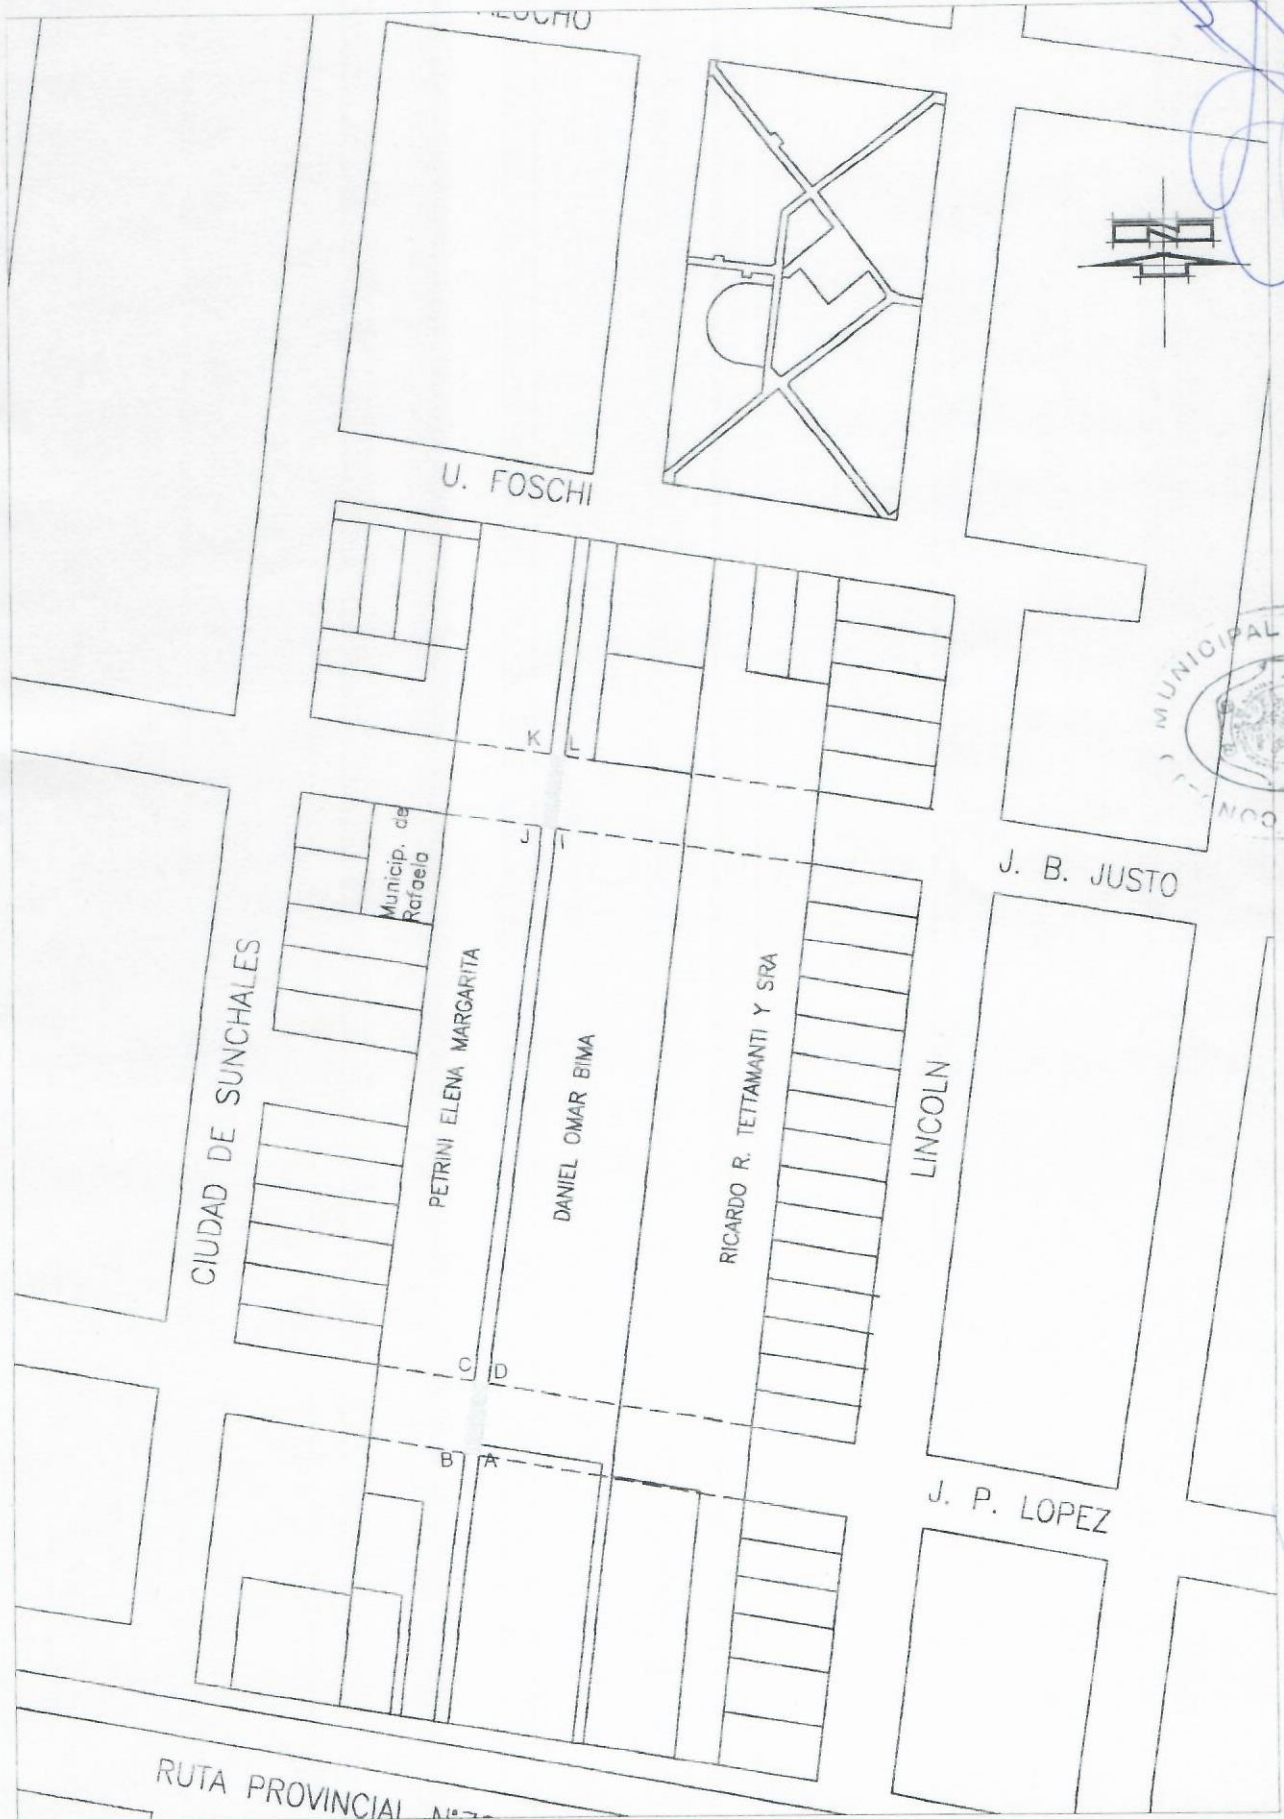 U. FOSCHI
N
MUNICIPAL
K
L
J
I
Municip. de
Rafaela
J. B. JUSTO
CIUDAD DE SUNCHALES
PETRINI ELENA MARGARITA
DANIEL OMAR BIMA
RICARDO R. TETTAMANTI Y SRA
LINCOLN
C
D
B
A
J. P. LOPEZ
RUTA PROVINCIAL